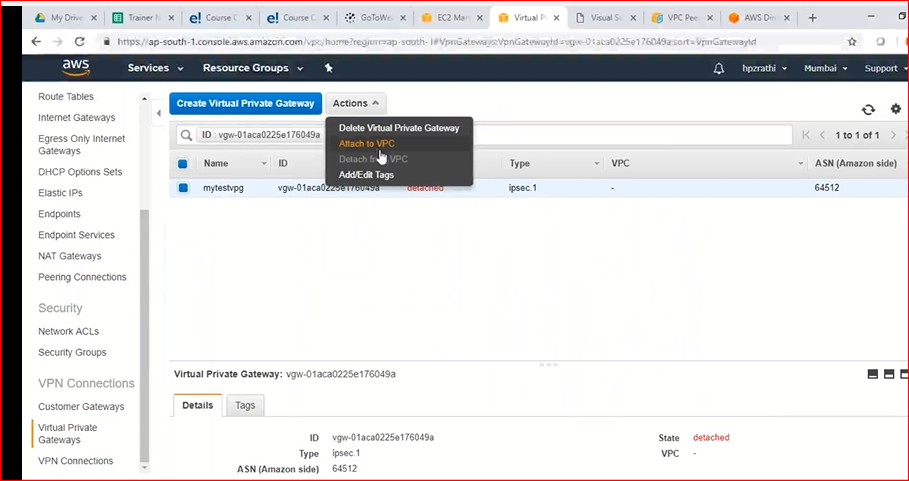 My Drive
Trainer M
Course C
Course C
GoToWe
EC2 Man
Virtual P
Visual S
VPC Pee
AWS De
https://ap-south-1.console.aws.amazon.com/vpc/home?region=ap-south-1#VpnGateways:VpnGatewayId=vgw-01aca0225e176049a;sort=VpnGatewayId
aws Services Resource Groups hpzrathi Mumbai Support
Route Tables
Internet Gateways
Egress Only Internet
Gateways
DHCP Options Sets
Elastic IPs
Endpoints
Endpoint Services
NAT Gateways
Peering Connections
Security
Network ACLs
Security Groups
VPN Connections
Customer Gateways
Virtual Private
Gateways
VPN Connections
Create Virtual Private Gateway Actions
Delete Virtual Private Gateway
Attach to VPC
Detach from VPC
Add/Edit Tags
ID : vgw-01aca0225e176049a
1 to 1 of 1
Name ID Type VPC ASN (Amazon side)
mytestvpg vgw-01aca0225e176049a detached ipsec.1 - 64512
Virtual Private Gateway: vgw-01aca0225e176049a
Details Tags
ID vgw-01aca0225e176049a State detached
Type ipsec.1 VPC -
ASN (Amazon side) 64512